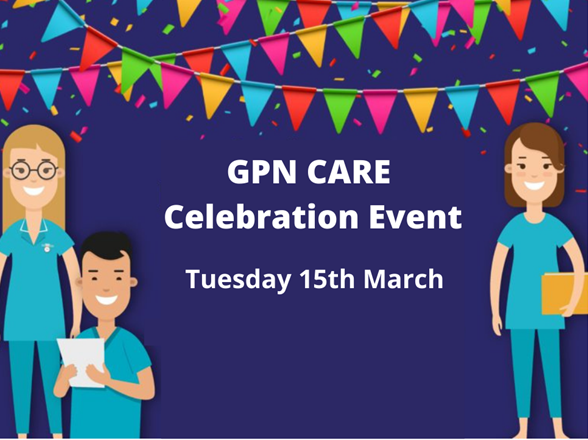 GPN CARE
Celebration Event
Tuesday 15th March